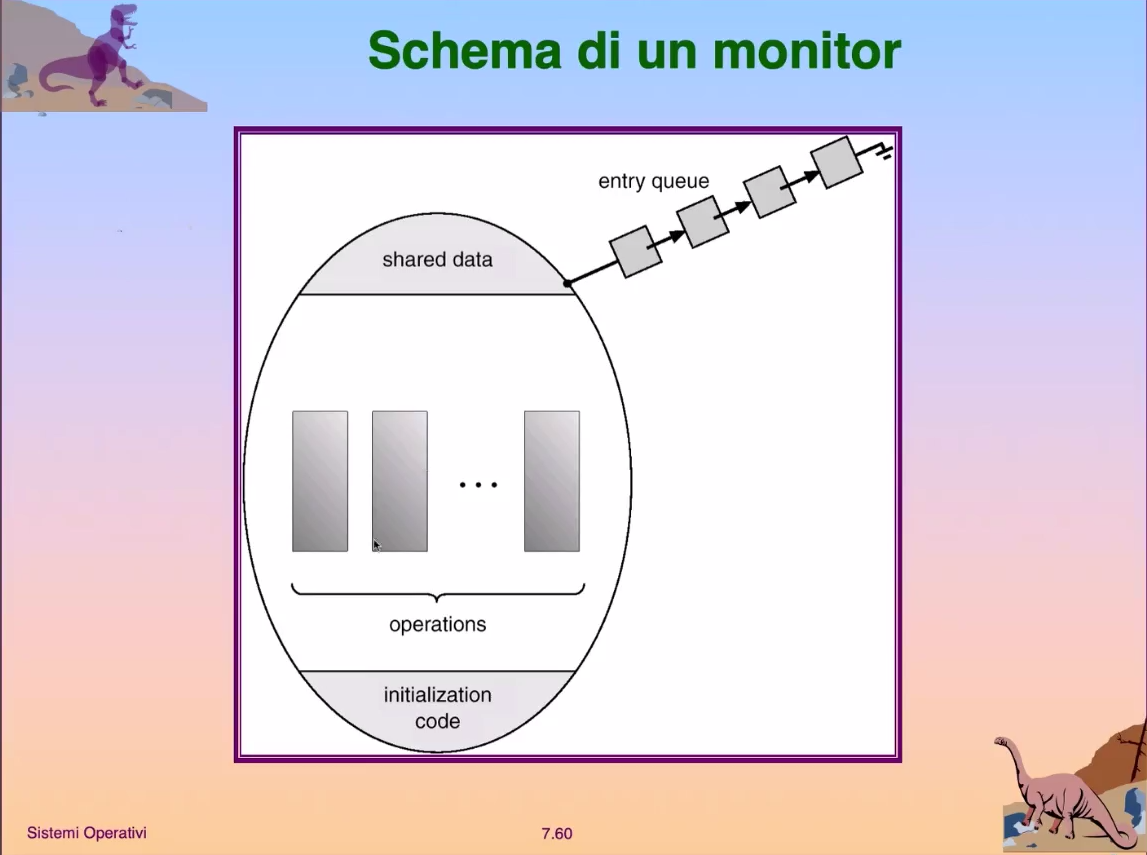 Schema di un monitor
entry queue
shared data
...
operations
initialization
code
Sistemi Operativi
7.60